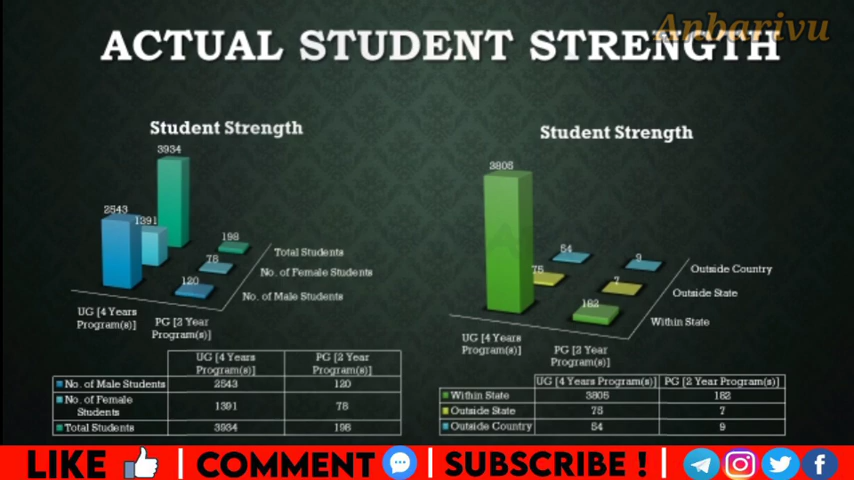 Anbarivu
ACTUAL STUDENT STRENGTH
Student Strength
3934
2543
1391
198
78
120
Total Students
No. of Female Students
No. of Male Students
UG [4 Years
Program(s)]
PG [2 Year
Program(s)]
UG [4 Years
Program(s)]
PG [2 Year
Program(s)]
No. of Male Students
2543
120
No. of Female
Students
1391
78
Total Students
3934
198
Student Strength
3805
54
9
75
7
182
Outside Country
Outside State
Within State
UG [4 Years
Program(s)]
PG [2 Year
Program(s)]
UG [4 Years Program(s)]
PG [2 Year Program(s)]
Within State
3805
182
Outside State
75
7
Outside Country
54
9
LIKE | COMMENT | SUBSCRIBE ! |